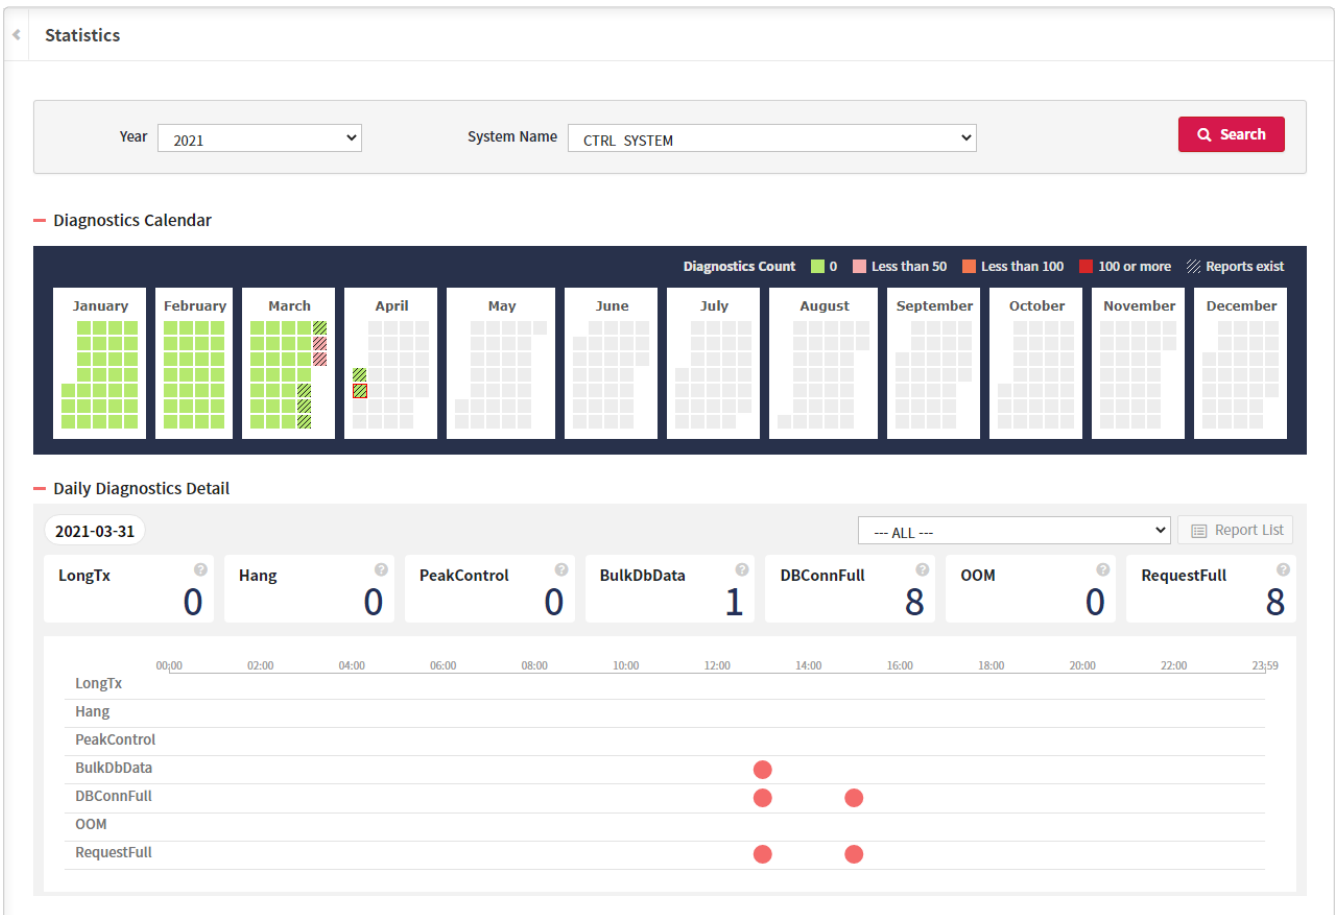 Statistics
Year 2021 System Name CTRL SYSTEM Search
Diagnostics Calendar
Diagnostics Count 0 Less than 50 Less than 100 100 or more Reports exist
January February March April May June July August September October November December
Daily Diagnostics Detail
2021-03-31 --- ALL --- Report List
LongTx ? 0 Hang ? 0 PeakControl ? 0 BulkDbData ? 1 DBConnFull ? 8 OOM ? 0 RequestFull ? 8
00:00 02:00 04:00 06:00 08:00 10:00 12:00 14:00 16:00 18:00 20:00 22:00 23:59
LongTx
Hang
PeakControl
BulkDbData
DBConnFull
OOM
RequestFull